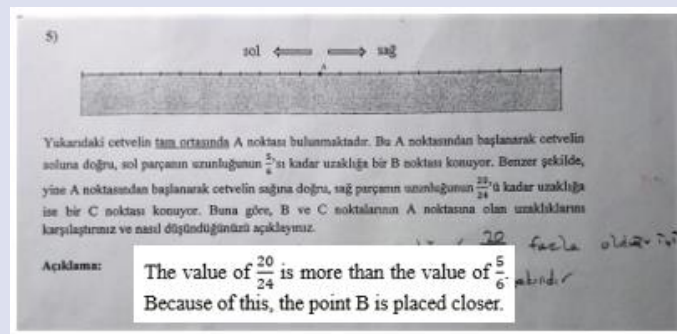 5)
sol sağ
A
Yukarıdaki cetvelin tam ortasında A noktası bulunmaktadır. Bu A noktasından başlanarak cetvelin
soluna doğru, sol parçanın uzunluğunun 5/6'sı kadar uzaklığa bir B noktası konuyor. Benzer şekilde,
yine A noktasından başlanarak cetvelin sağına doğru, sağ parçanın uzunluğunun 20/24'ü kadar uzaklığa
ise bir C noktası konuyor. Buna göre, B ve C noktalarının A noktasına olan uzaklıklarını
karşılaştırınız ve nasıl düşündüğünüzü açıklayınız.
20 fazla olduğu için
Açıklama:
The value of 20/24 is more than the value of 5/6.
Because of this, the point B is placed closer.